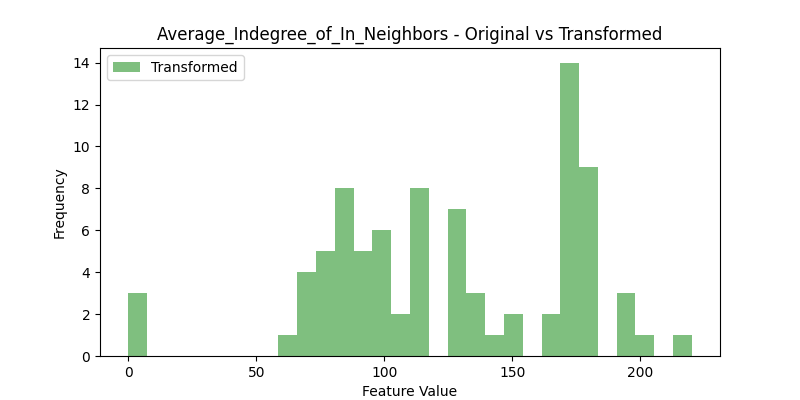 Average_Indegree_of_In_Neighbors - Original vs Transformed
Transformed
14
12
10
8
6
4
2
0
Frequency
0 50 100 150 200
Feature Value